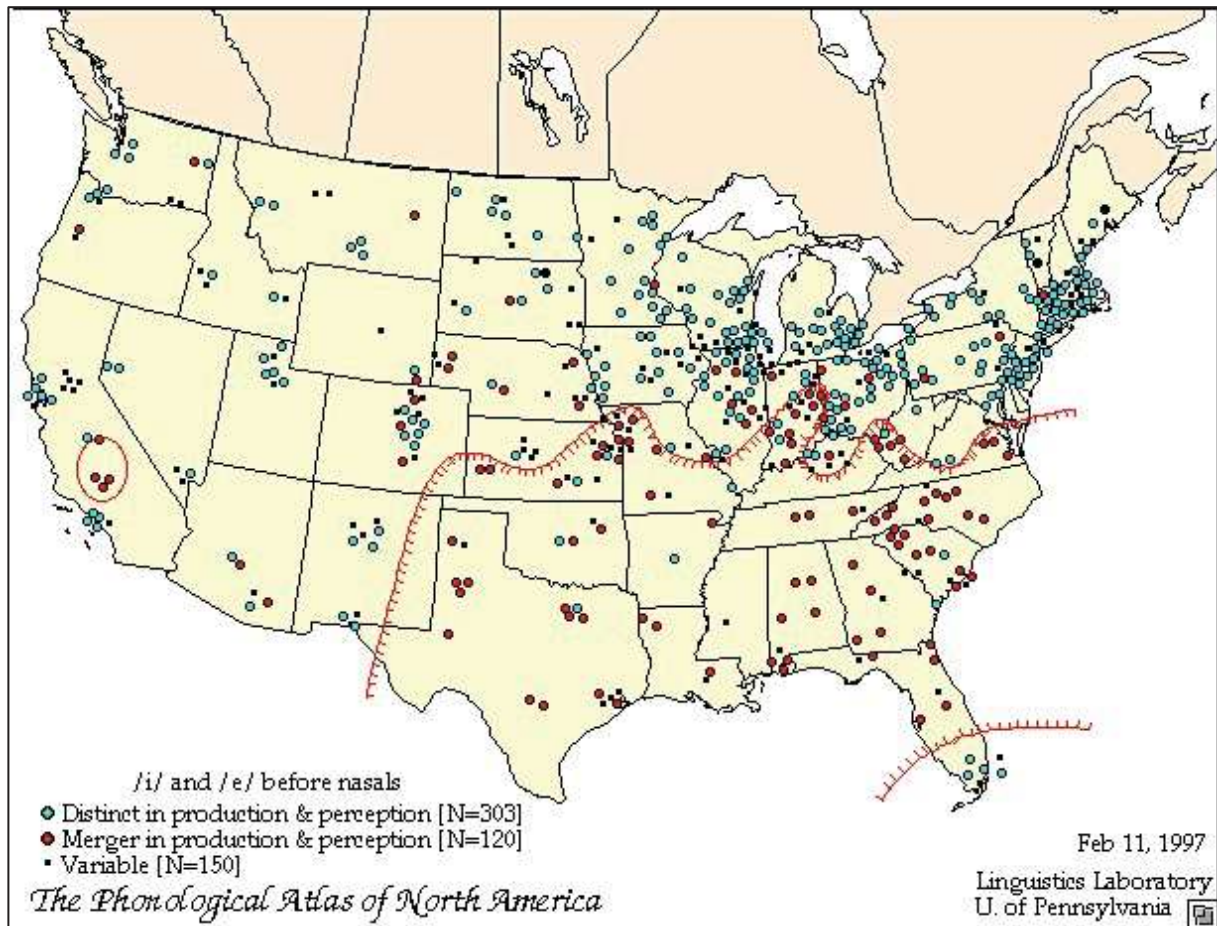 /i/ and /e/ before nasals
Distinct in production & perception [N=303]
Merger in production & perception [N=120]
Variable [N=150]
The Phonological Atlas of North America
Feb 11, 1997
Linguistics Laboratory
U. of Pennsylvania